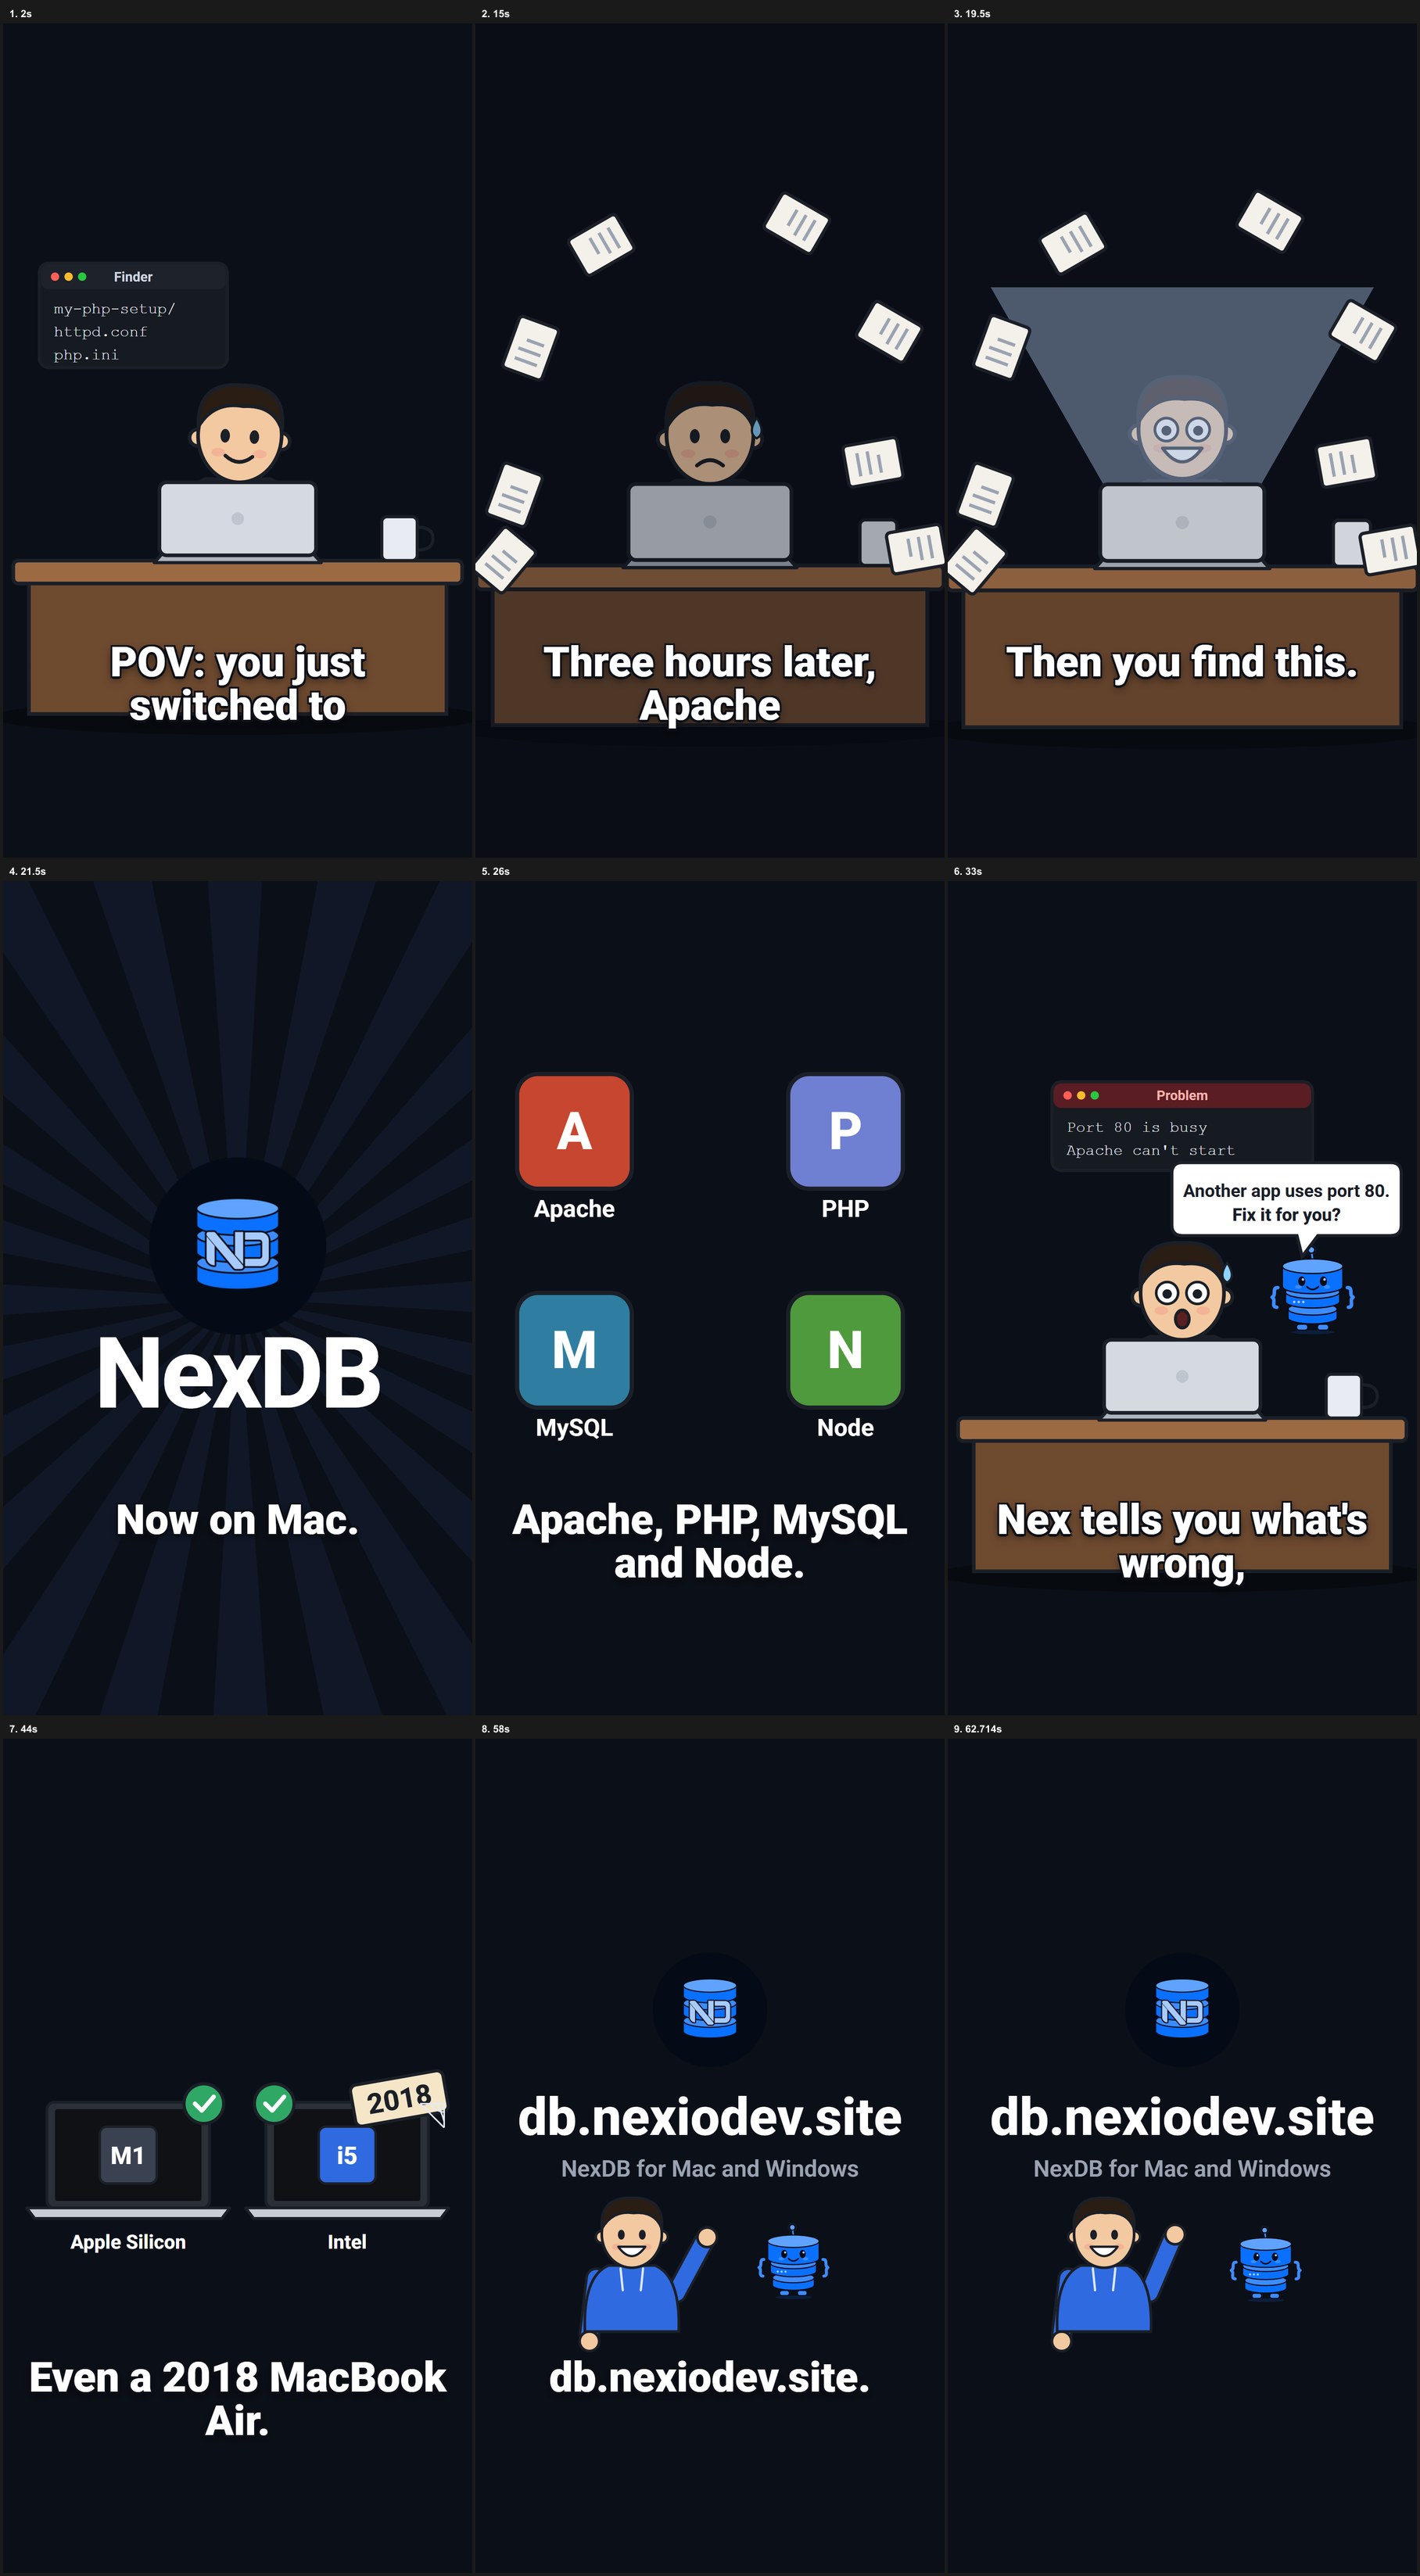 1. 2s
Finder
my-php-setup/
httpd.conf
php.ini
POV: you just
switched to
2. 15s
Three hours later,
Apache
3. 19.5s
Then you find this.
4. 21.5s
ND
NexDB
Now on Mac.
5. 26s
A
P
Apache
PHP
M
N
MySQL
Node
Apache, PHP, MySQL
and Node.
6. 33s
Problem
Port 80 is busy
Apache can't start
Another app uses port 80.
Fix it for you?
Nex tells you what's
wrong,
7. 44s
2018
M1
i5
Apple Silicon
Intel
Even a 2018 MacBook
Air.
8. 58s
ND
db.nexiodev.site
NexDB for Mac and Windows
db.nexiodev.site.
9. 62.714s
ND
db.nexiodev.site
NexDB for Mac and Windows